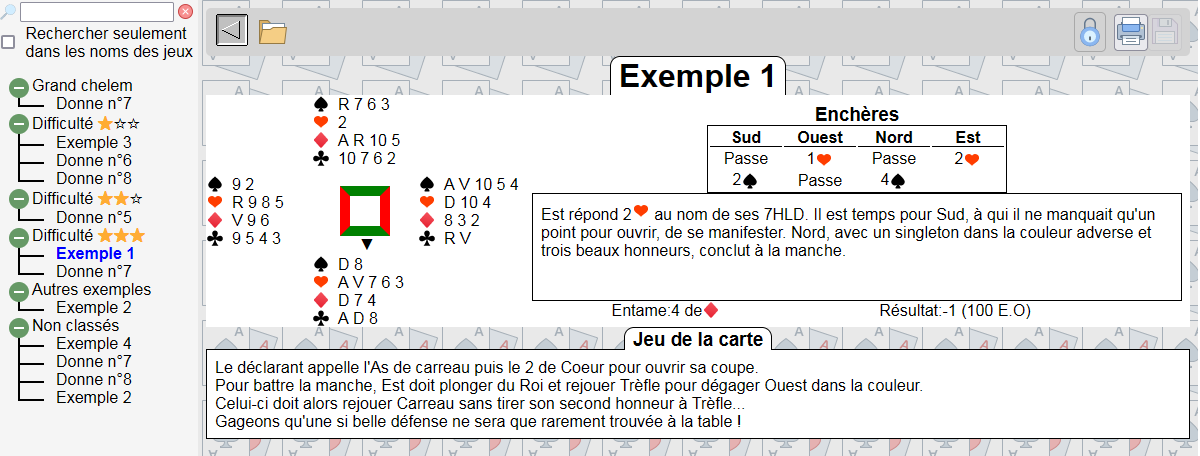 Rechercher seulement
dans les noms des jeux
Grand chelem
Donne n°7
Difficulté
Exemple 3
Donne n°6
Donne n°8
Difficulté
Donne n°5
Difficulté
Exemple 1
Donne n°7
Autres exemples
Exemple 2
Non classés
Exemple 4
Donne n°7
Donne n°8
Exemple 2
Exemple 1
♠ R 7 6 3
♥ 2
♦ A R 10 5
♣ 10 7 6 2
♠ 9 2
♥ R 9 8 5
♦ V 9 6
♣ 9 5 4 3
♠ A V 10 5 4
♥ D 10 4
♦ 8 3 2
♣ R V
♠ D 8
♥ A V 7 6 3
♦ D 7 4
♣ A D 8
Enchères
Sud Ouest Nord Est
Passe 1♥ Passe 2♥
2♠ Passe 4♠
Est répond 2♥ au nom de ses 7HLD. Il est temps pour Sud, à qui il ne manquait qu'un
point pour ouvrir, de se manifester. Nord, avec un singleton dans la couleur adverse et
trois beaux honneurs, conclut à la manche.
Entame:4 de♦ Résultat:-1 (100 E.O)
Jeu de la carte
Le déclarant appelle l'As de carreau puis le 2 de Coeur pour ouvrir sa coupe.
Pour battre la manche, Est doit plonger du Roi et rejouer Trèfle pour dégager Ouest dans la couleur.
Celui-ci doit alors rejouer Carreau sans tirer son second honneur à Trèfle...
Gageons qu'une si belle défense ne sera que rarement trouvée à la table !